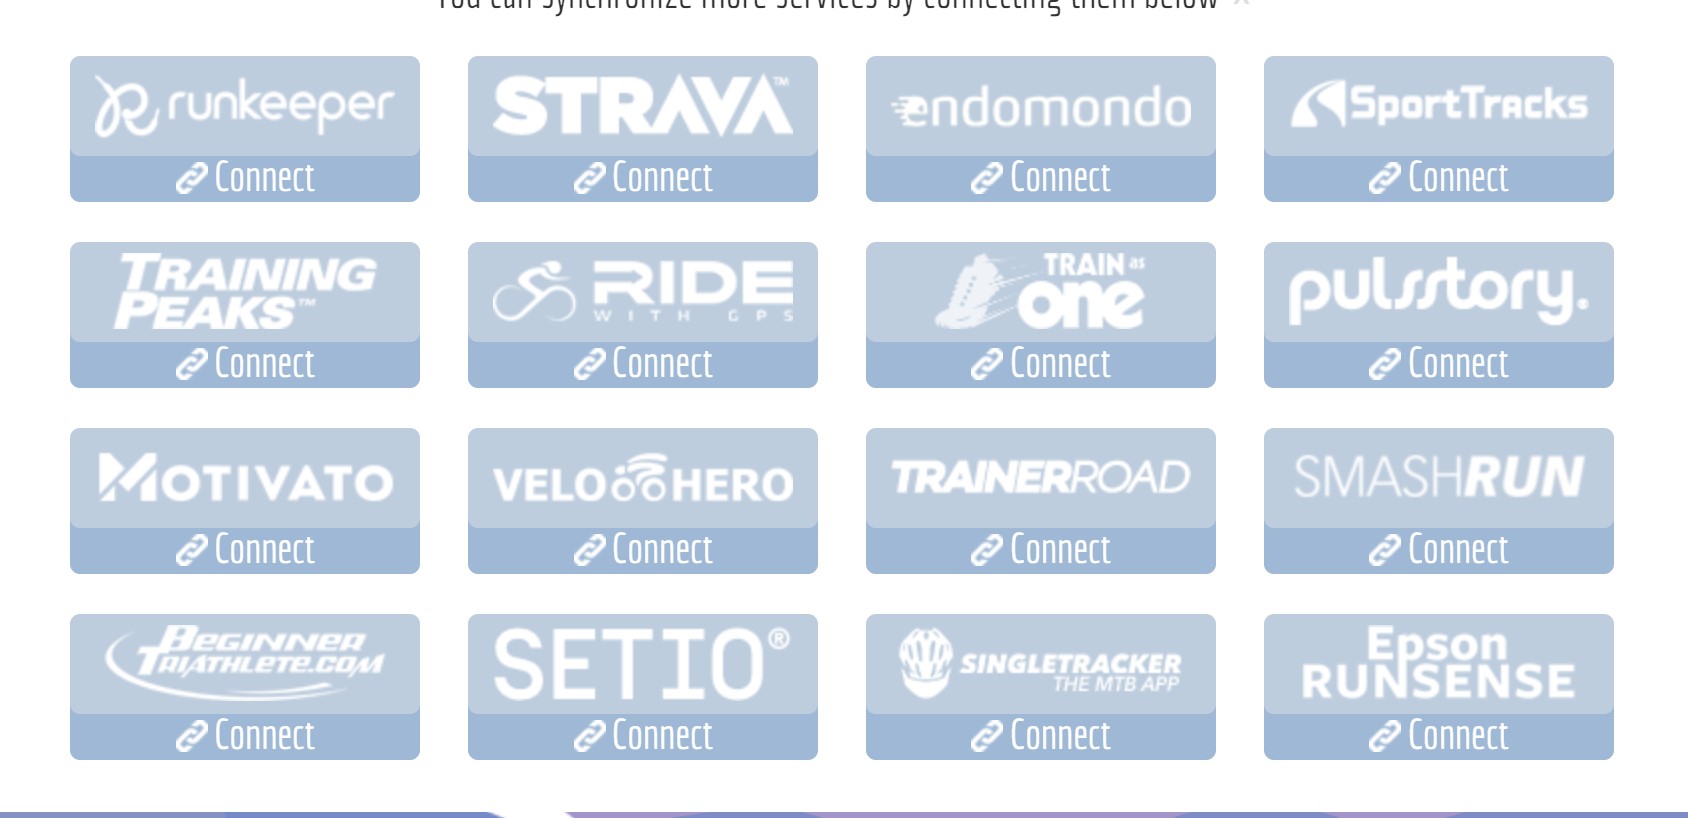 You can synchronize more services by connecting them below
runkeeper STRAVA™ endomondo SportTracks
Connect Connect Connect Connect
TRAINING PEAKS™ RIDE WITH GPS TRAIN as one pulsstory.
Connect Connect Connect Connect
MOTIVATO VELOHERO TRAINERROAD SMASHRUN
Connect Connect Connect Connect
BEGINNER TRIATHLETE.COM SETIO® SINGLETRACKER THE MTB APP Epson RUNSENSE
Connect Connect Connect Connect